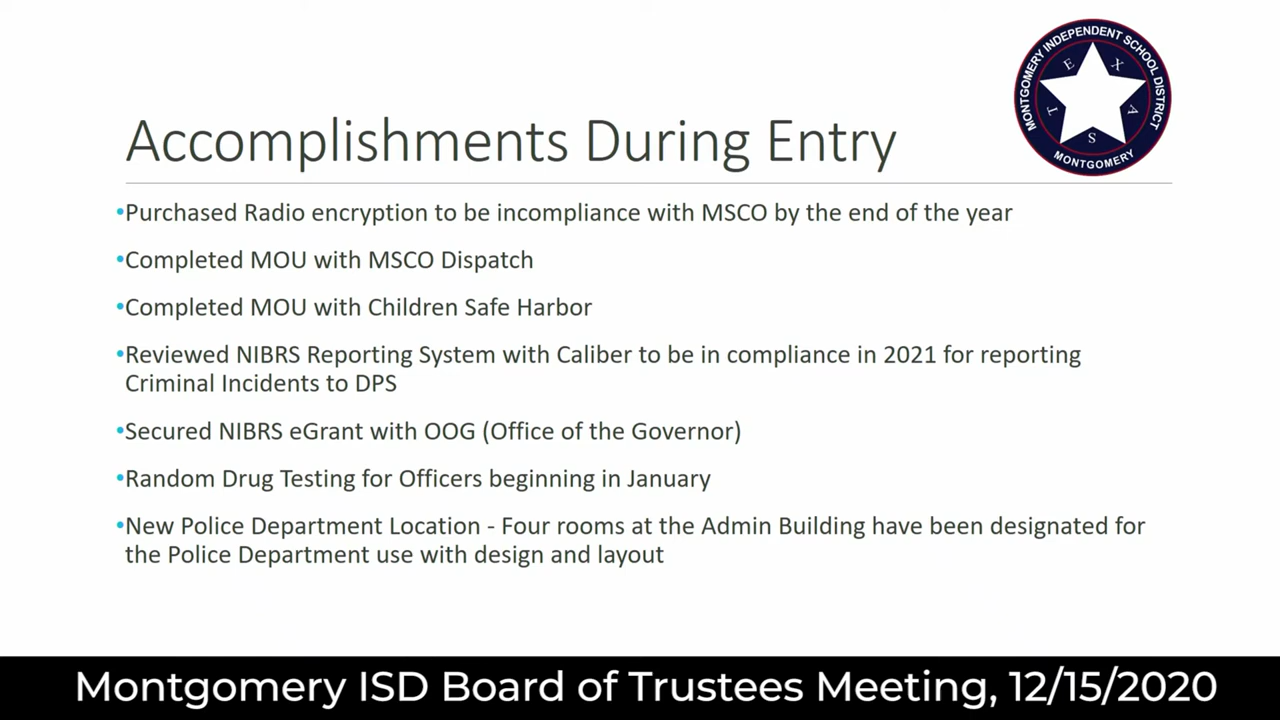 MONTGOMERY INDEPENDENT SCHOOL DISTRICT
T E X A S
MONTGOMERY
Accomplishments During Entry
•Purchased Radio encryption to be incompliance with MSCO by the end of the year
•Completed MOU with MSCO Dispatch
•Completed MOU with Children Safe Harbor
•Reviewed NIBRS Reporting System with Caliber to be in compliance in 2021 for reporting
Criminal Incidents to DPS
•Secured NIBRS eGrant with OOG (Office of the Governor)
•Random Drug Testing for Officers beginning in January
•New Police Department Location - Four rooms at the Admin Building have been designated for
the Police Department use with design and layout
Montgomery ISD Board of Trustees Meeting, 12/15/2020